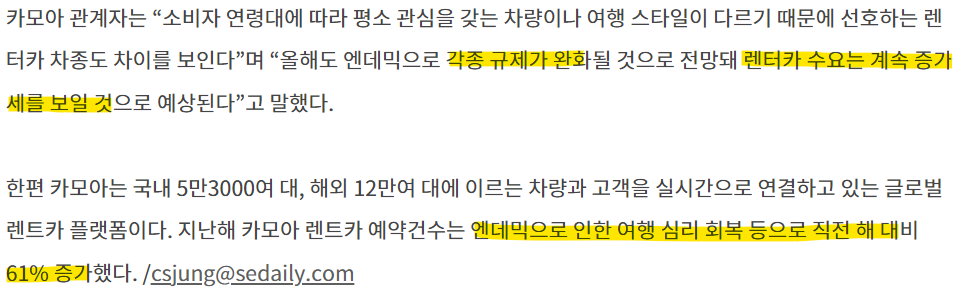 카모아 관계자는 “소비자 연령대에 따라 평소 관심을 갖는 차량이나 여행 스타일이 다르기 때문에 선호하는 렌
터카 차종도 차이를 보인다”며 “올해도 엔데믹으로 각종 규제가 완화될 것으로 전망돼 렌터카 수요는 계속 증가
세를 보일 것으로 예상된다”고 말했다.
한편 카모아는 국내 5만3000여 대, 해외 12만여 대에 이르는 차량과 고객을 실시간으로 연결하고 있는 글로벌
렌트카 플랫폼이다. 지난해 카모아 렌트카 예약건수는 엔데믹으로 인한 여행 심리 회복 등으로 직전 해 대비
61% 증가했다. /csjung@sedaily.com